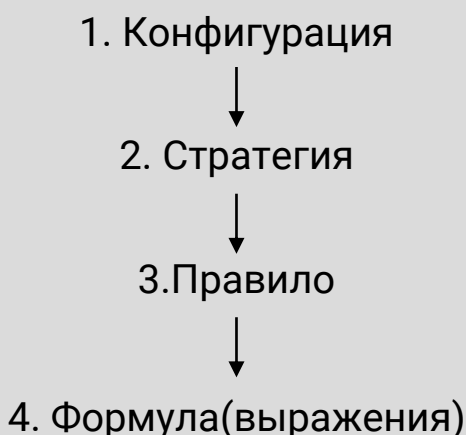 1. Конфигурация
2. Стратегия
3.Правило
4. Формула(выражения)